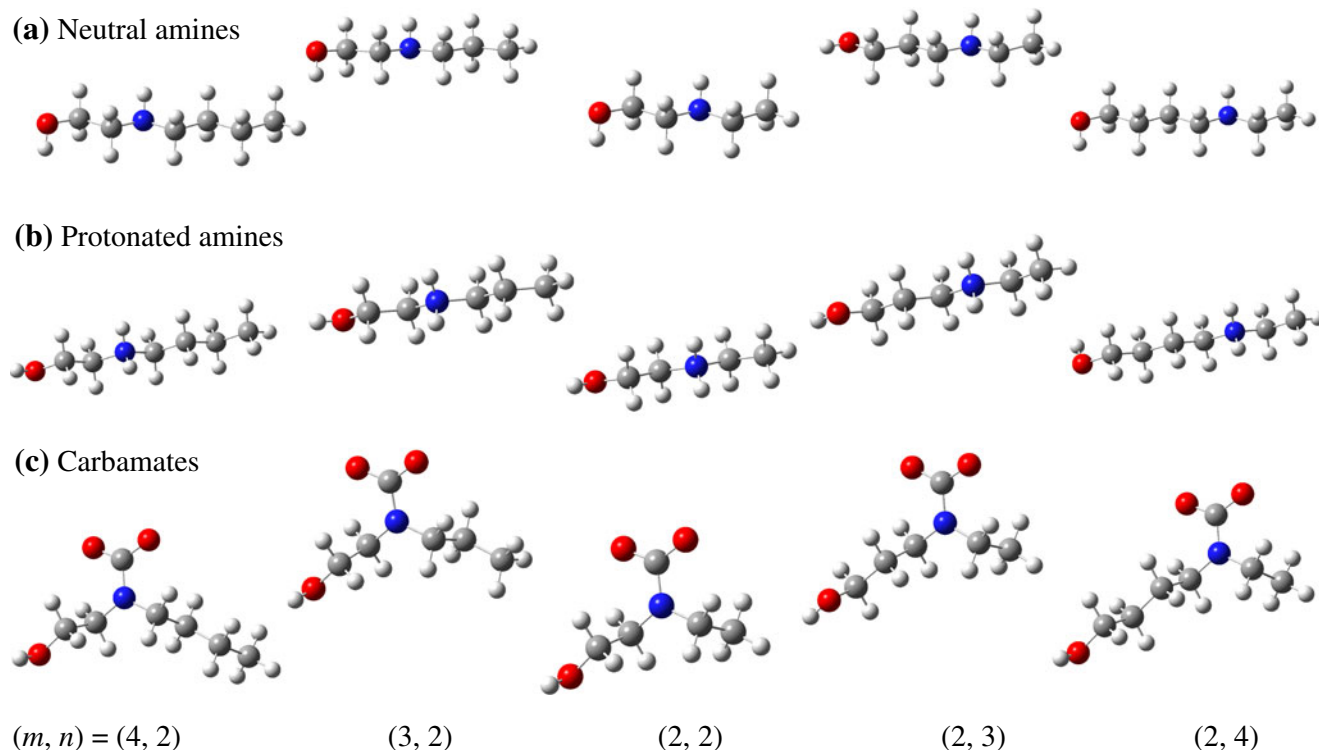 (a) Neutral amines
(b) Protonated amines
(c) Carbamates
(m, n) = (4, 2) (3, 2) (2, 2) (2, 3) (2, 4)